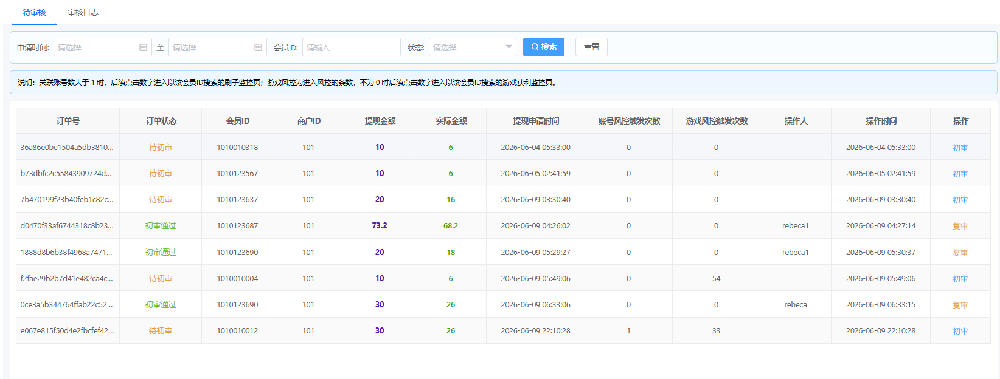 待审核 审核日志
申请时间: 请选择 至 请选择 会员ID: 请输入 状态: 请选择 搜索 重置
说明：关联账号数大于 1 时，后续点击数字进入以该会员ID搜索的刷子监控页；游戏风控为进入风控的条数，不为 0 时后续点击数字进入以该会员ID搜索的游戏获利监控页。
订单号 订单状态 会员ID 商户ID 提现金额 实际金额 提现申请时间 账号风控触发次数 游戏风控触发次数 操作人 操作时间 操作
36a86e0be1504a5db3810... 待初审 1010010318 101 10 6 2026-06-04 05:33:00 0 0 2026-06-04 05:33:00 初审
b73dbfc2c55843909724d... 待初审 1010123567 101 10 6 2026-06-05 02:41:59 0 0 2026-06-05 02:41:59 初审
7b470199f23b40feb1c82c... 待初审 1010123637 101 20 16 2026-06-09 03:30:40 0 0 2026-06-09 03:30:40 初审
d0470f33af6744318c8b23... 初审通过 1010123687 101 73.2 68.2 2026-06-09 04:26:02 0 0 rebeca1 2026-06-09 04:27:14 复审
1888d8b6b38f4968a7471... 初审通过 1010123690 101 20 18 2026-06-09 05:29:27 0 0 rebeca1 2026-06-09 05:30:37 复审
f2fae29b2b7d41e482ca4c... 待初审 1010010004 101 10 6 2026-06-09 05:49:06 0 54 2026-06-09 05:49:06 初审
0ce3a5b344764ffab22c52... 初审通过 1010123690 101 30 26 2026-06-09 06:33:06 0 0 rebeca 2026-06-09 06:33:15 复审
e067e815f50d4e2fbcfef42... 待初审 1010010012 101 30 26 2026-06-09 22:10:28 1 33 2026-06-09 22:10:28 初审